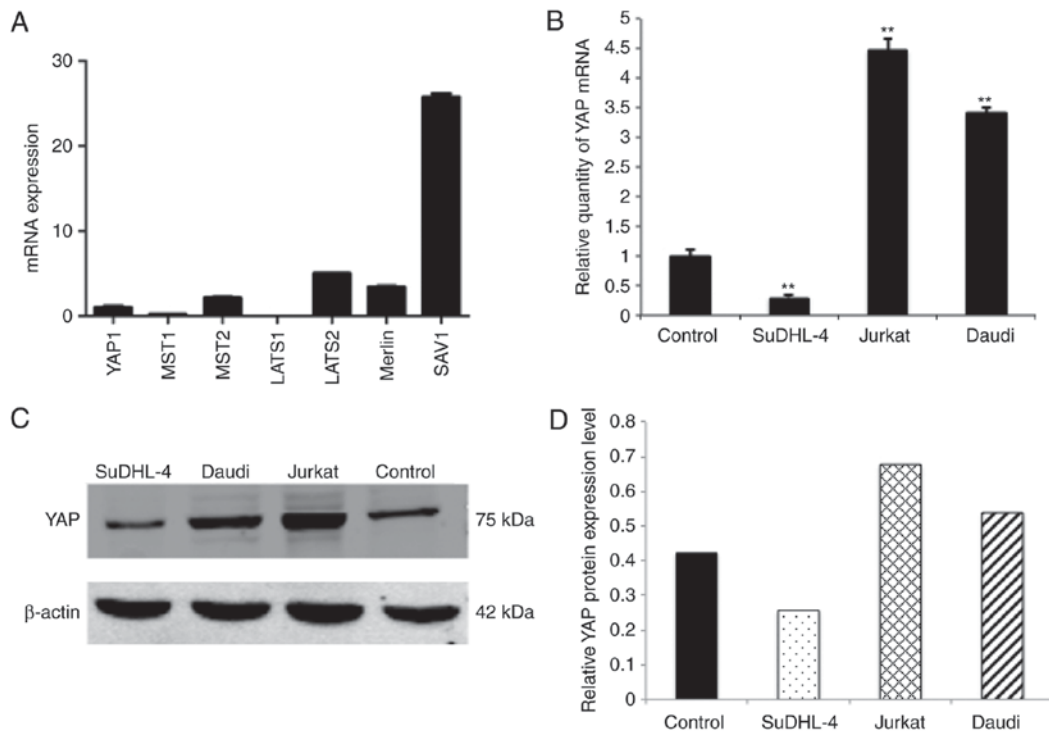 A
mRNA expression
30
20
10
0
YAP1
MST1
MST2
LATS1
LATS2
Merlin
SAV1
B
Relative quantity of YAP mRNA
5
4.5
4
3.5
3
2.5
2
1.5
1
0.5
0
**
**
**
Control
SuDHL-4
Jurkat
Daudi
C
SuDHL-4 Daudi Jurkat Control
YAP
75 kDa
β-actin
42 kDa
D
Relative YAP protein expression level
0.8
0.7
0.6
0.5
0.4
0.3
0.2
0.1
0
Control
SuDHL-4
Jurkat
Daudi